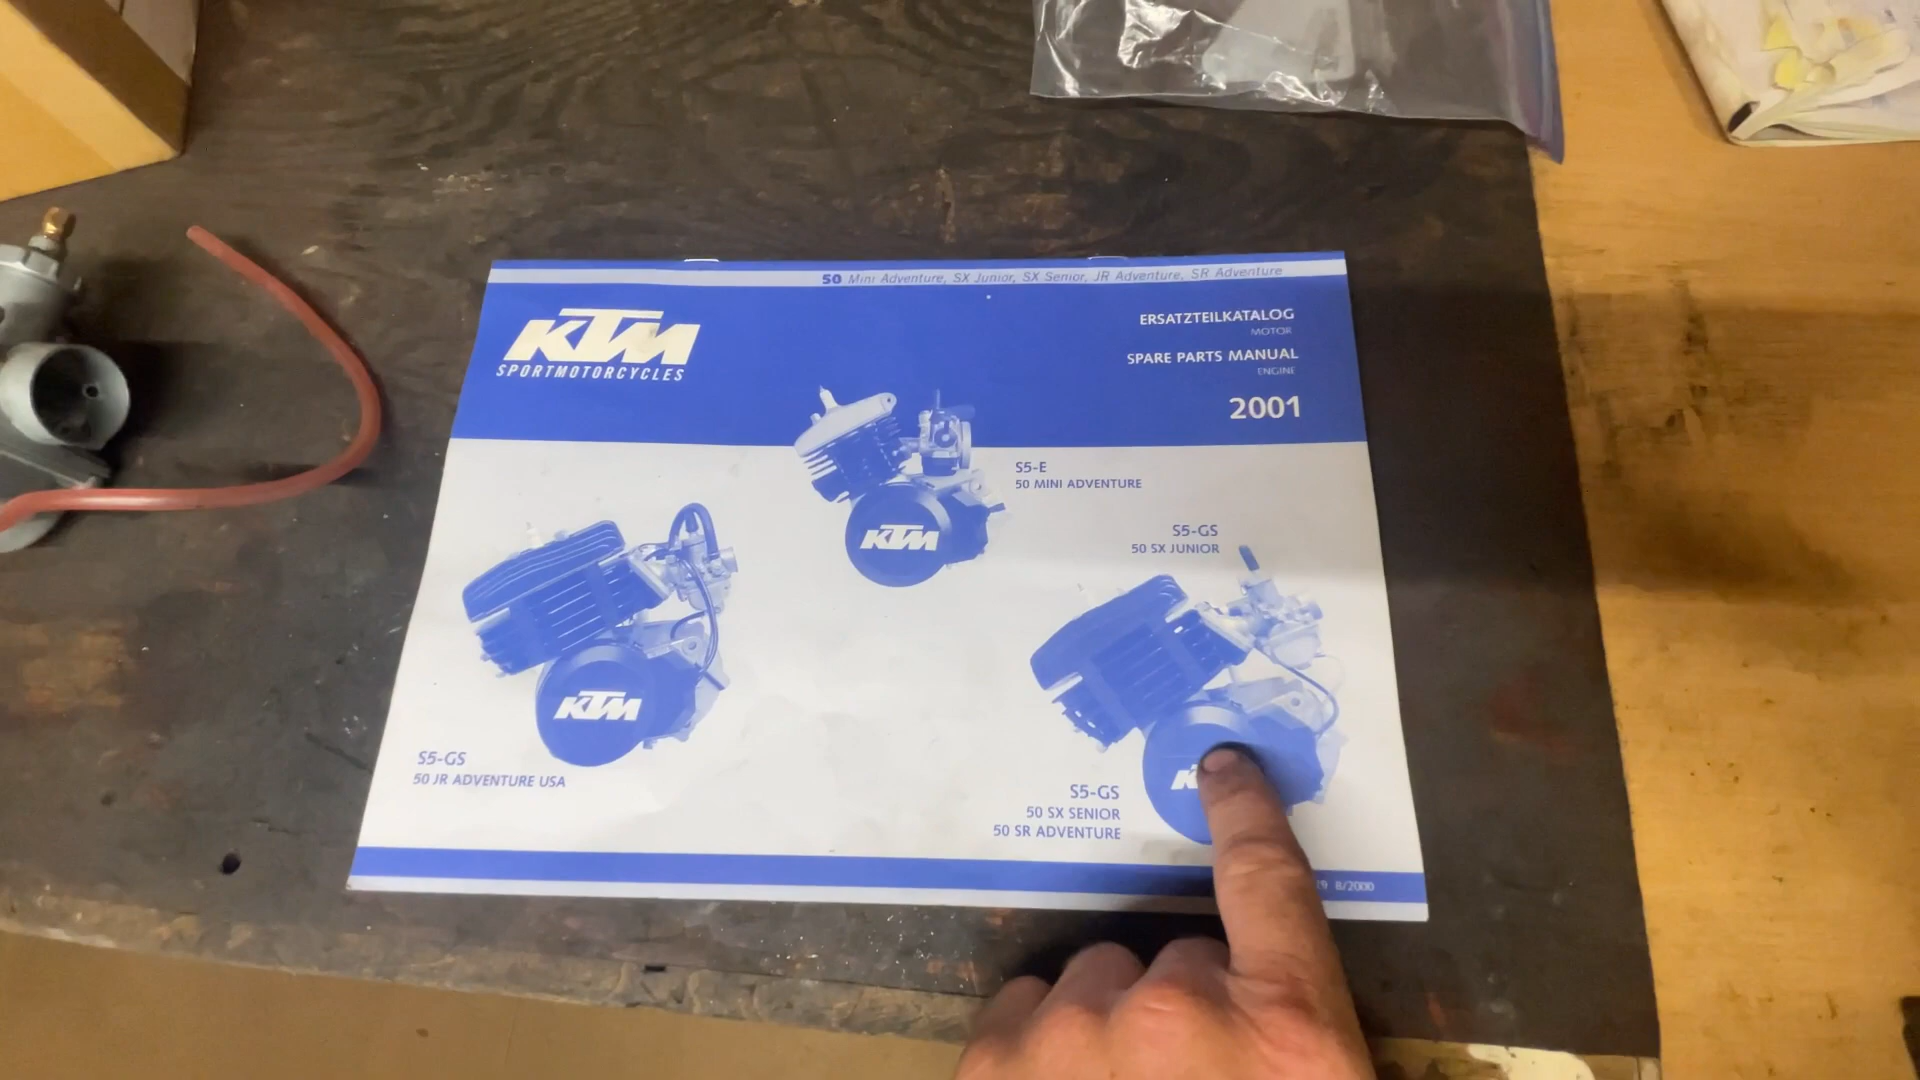 50 Mini Adventure, SX Junior, SX Senior, JR Adventure, SR Adventure
KTM
SPORTMOTORCYCLES
ERSATZTEILKATALOG
MOTOR
SPARE PARTS MANUAL
ENGINE
2001
S5-E
50 MINI ADVENTURE
KTM
S5-GS
50 SX JUNIOR
KTM
S5-GS
50 JR ADVENTURE USA
S5-GS
50 SX SENIOR
50 SR ADVENTURE
8/2000